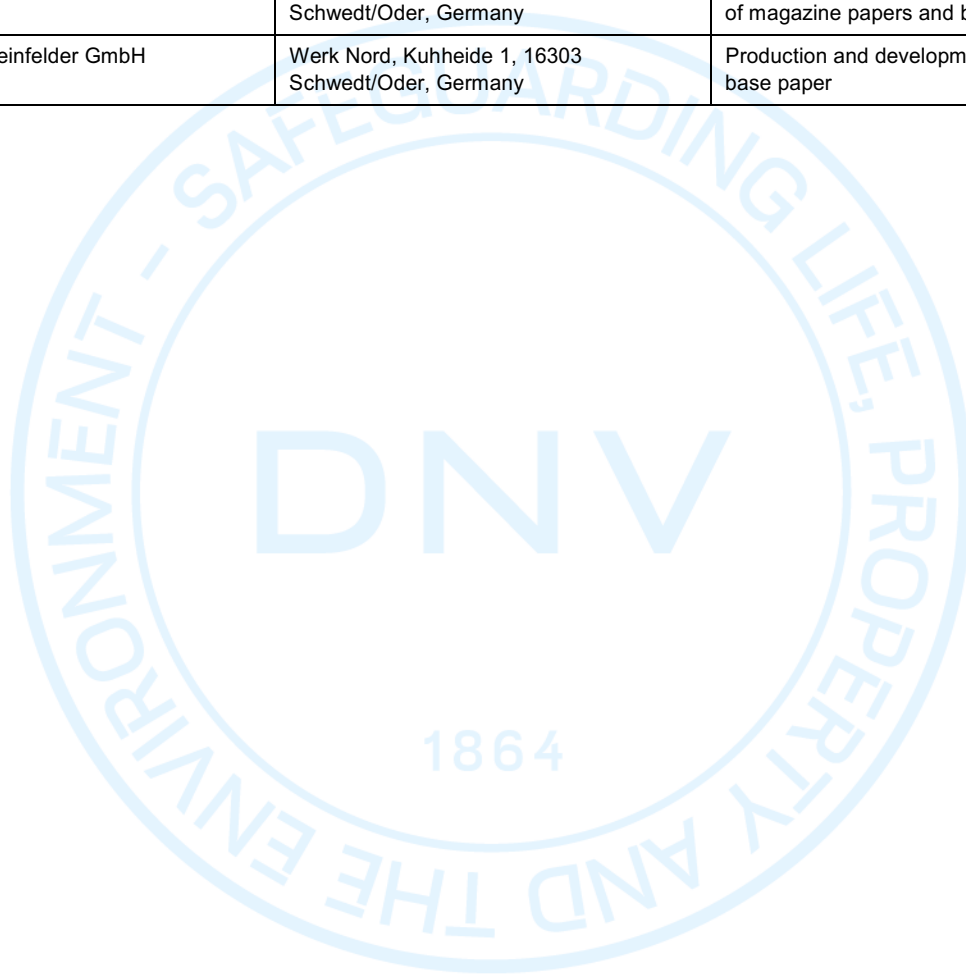 Schwedt/Oder, Germany
of magazine papers and
einfelder GmbH
Werk Nord, Kuhheide 1, 16303
Schwedt/Oder, Germany
Production and
base paper
SAFEGUARDING LIFE, PROPERTY AND THE ENVIRONMENT -
DNV
1864